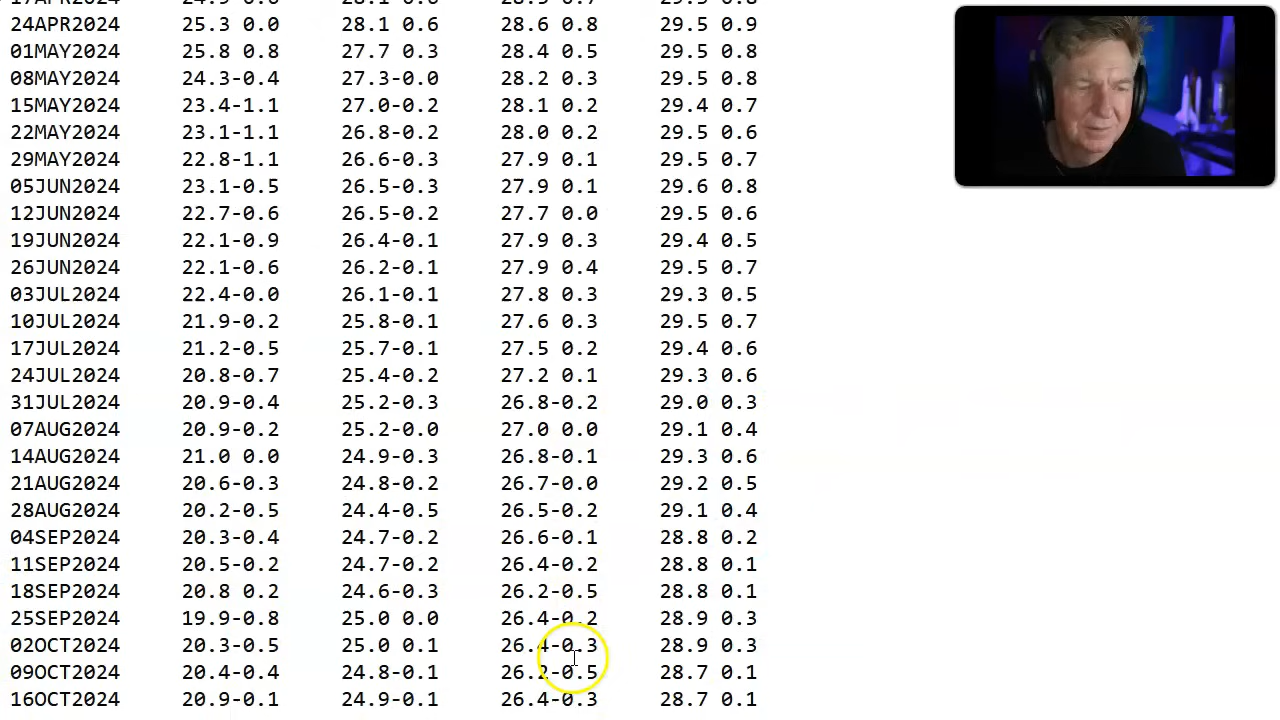 24APR2024 25.3 0.0 28.1 0.6 28.6 0.8 29.5 0.9
01MAY2024 25.8 0.8 27.7 0.3 28.4 0.5 29.5 0.8
08MAY2024 24.3-0.4 27.3-0.0 28.2 0.3 29.5 0.8
15MAY2024 23.4-1.1 27.0-0.2 28.1 0.2 29.4 0.7
22MAY2024 23.1-1.1 26.8-0.2 28.0 0.2 29.5 0.6
29MAY2024 22.8-1.1 26.6-0.3 27.9 0.1 29.5 0.7
05JUN2024 23.1-0.5 26.5-0.3 27.9 0.1 29.6 0.8
12JUN2024 22.7-0.6 26.5-0.2 27.7 0.0 29.5 0.6
19JUN2024 22.1-0.9 26.4-0.1 27.9 0.3 29.4 0.5
26JUN2024 22.1-0.6 26.2-0.1 27.9 0.4 29.5 0.7
03JUL2024 22.4-0.0 26.1-0.1 27.8 0.3 29.3 0.5
10JUL2024 21.9-0.2 25.8-0.1 27.6 0.3 29.5 0.7
17JUL2024 21.2-0.5 25.7-0.1 27.5 0.2 29.4 0.6
24JUL2024 20.8-0.7 25.4-0.2 27.2 0.1 29.3 0.6
31JUL2024 20.9-0.4 25.2-0.3 26.8-0.2 29.0 0.3
07AUG2024 20.9-0.2 25.2-0.0 27.0 0.0 29.1 0.4
14AUG2024 21.0 0.0 24.9-0.3 26.8-0.1 29.3 0.6
21AUG2024 20.6-0.3 24.8-0.2 26.7-0.0 29.2 0.5
28AUG2024 20.2-0.5 24.4-0.5 26.5-0.2 29.1 0.4
04SEP2024 20.3-0.4 24.7-0.2 26.6-0.1 28.8 0.2
11SEP2024 20.5-0.2 24.7-0.2 26.4-0.2 28.8 0.1
18SEP2024 20.8 0.2 24.6-0.3 26.2-0.5 28.8 0.1
25SEP2024 19.9-0.8 25.0 0.0 26.4-0.2 28.9 0.3
02OCT2024 20.3-0.5 25.0 0.1 26.4-0.3 28.9 0.3
09OCT2024 20.4-0.4 24.8-0.1 26.2-0.5 28.7 0.1
16OCT2024 20.9-0.1 24.9-0.1 26.4-0.3 28.7 0.1